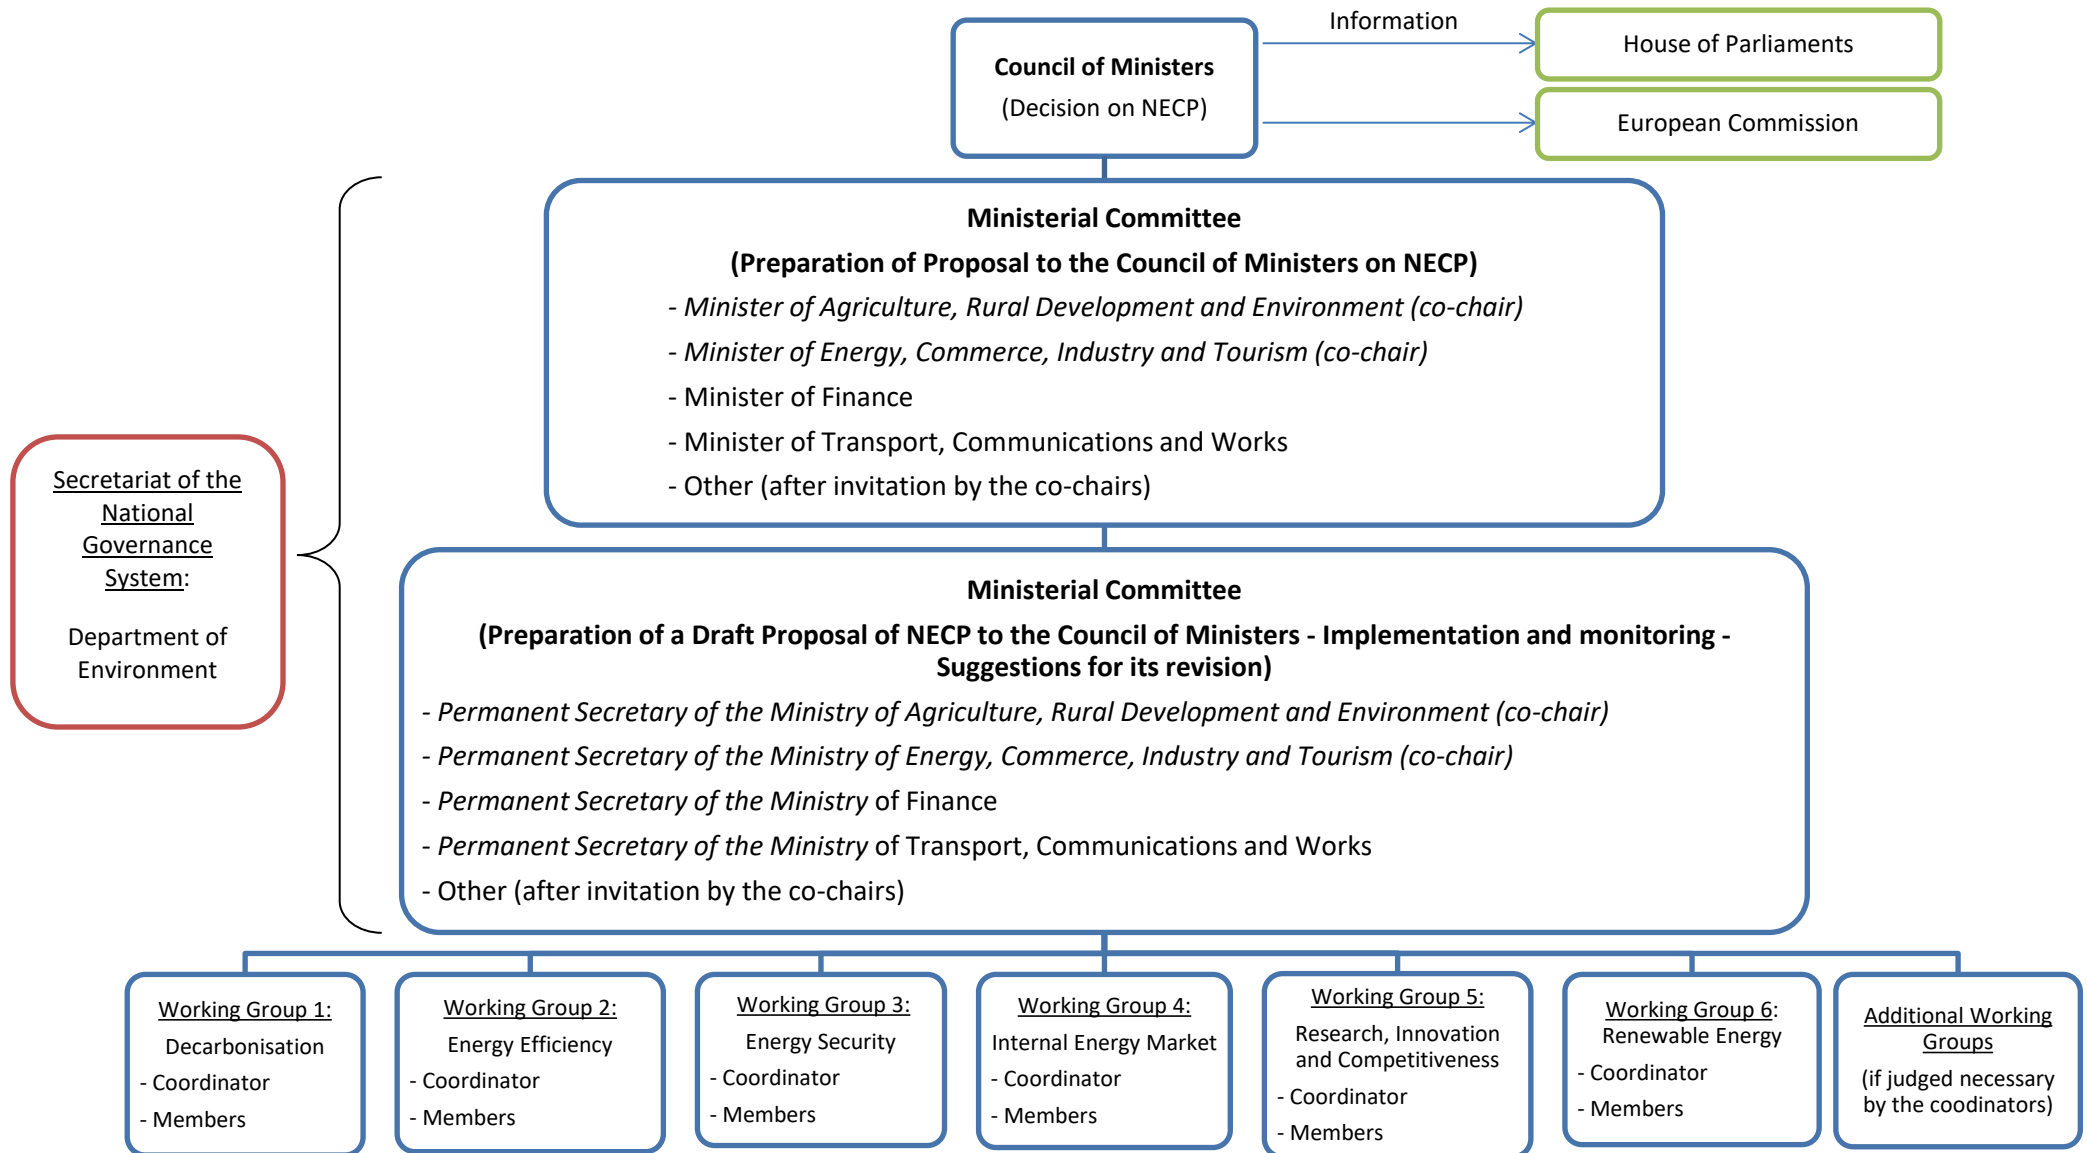 Information
Council of Ministers
(Decision on NECP)
House of Parliaments
European Commission
Ministerial Committee
(Preparation of Proposal to the Council of Ministers on NECP)
- Minister of Agriculture, Rural Development and Environment (co-chair)
- Minister of Energy, Commerce, Industry and Tourism (co-chair)
- Minister of Finance
- Minister of Transport, Communications and Works
- Other (after invitation by the co-chairs)
Secretariat of the
National
Governance
System:
Department of
Environment
Ministerial Committee
(Preparation of a Draft Proposal of NECP to the Council of Ministers - Implementation and monitoring -
Suggestions for its revision)
- Permanent Secretary of the Ministry of Agriculture, Rural Development and Environment (co-chair)
- Permanent Secretary of the Ministry of Energy, Commerce, Industry and Tourism (co-chair)
- Permanent Secretary of the Ministry of Finance
- Permanent Secretary of the Ministry of Transport, Communications and Works
- Other (after invitation by the co-chairs)
Working Group 1:
Decarbonisation
- Coordinator
- Members
Working Group 2:
Energy Efficiency
- Coordinator
- Members
Working Group 3:
Energy Security
- Coordinator
- Members
Working Group 4:
Internal Energy Market
- Coordinator
- Members
Working Group 5:
Research, Innovation
and Competitiveness
- Coordinator
- Members
Working Group 6:
Renewable Energy
- Coordinator
- Members
Additional Working
Groups
(if judged necessary
by the coodinators)